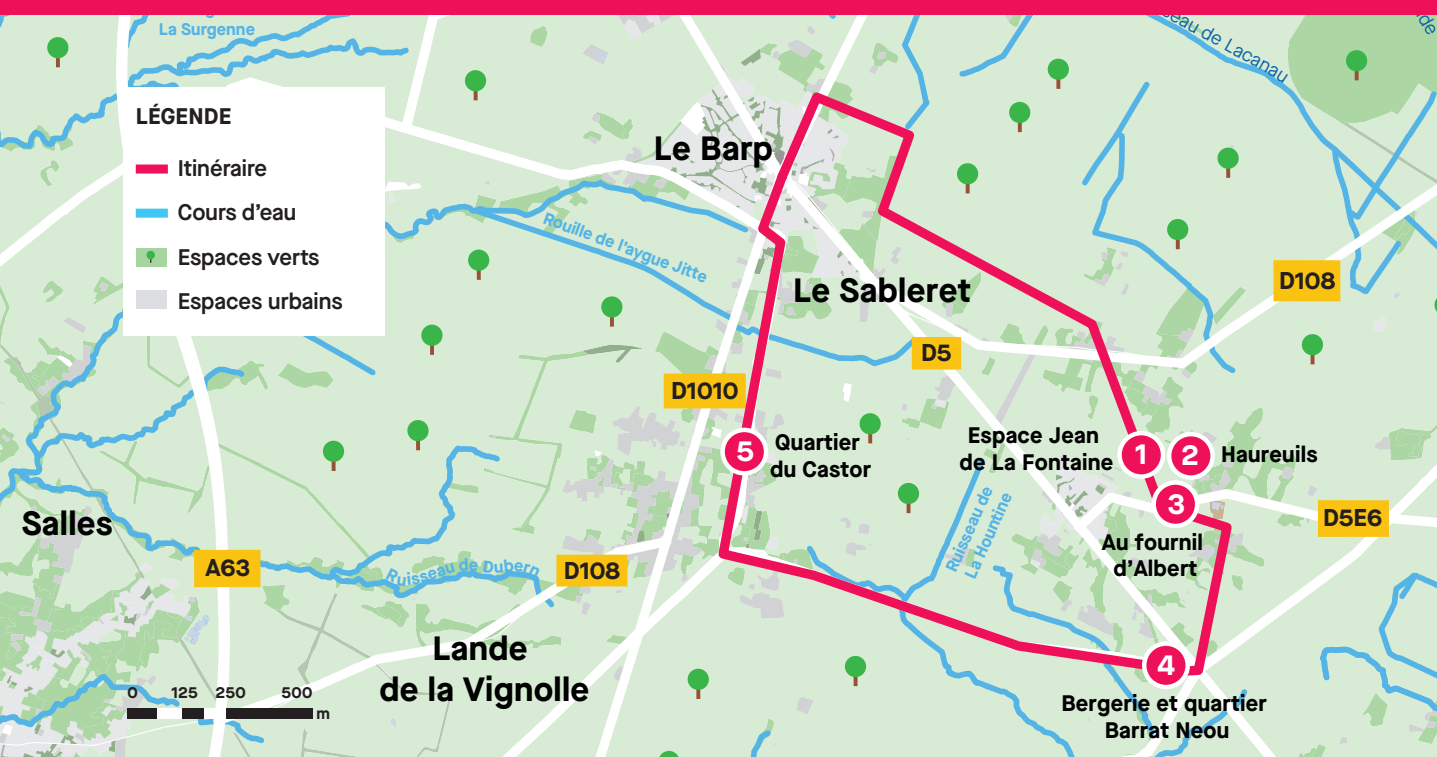 La Surgenne
Ruisseau de Lacanau
LÉGENDE
Itinéraire
Cours d'eau
Espaces verts
Espaces urbains
Le Barp
Rouille de l'aygue Jitte
Le Sableret
D108
D5
D1010
5
Quartier
du Castor
Espace Jean
de La Fontaine
1
2
Haureuils
3
Au fournil
d'Albert
D5E6
Ruisseau de
La Hountine
Salles
A63
Ruisseau de Dubern
D108
Lande
de la Vignolle
4
Bergerie et quartier
Barrat Neou
0 125 250 500
m